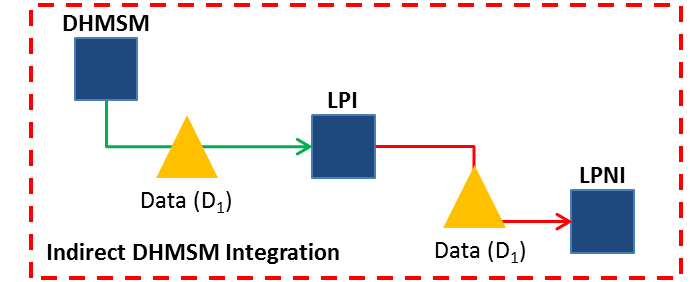 DHMSM
LPI
LPNI
Data (D₁)
Data (D₁)
Indirect DHMSM Integration